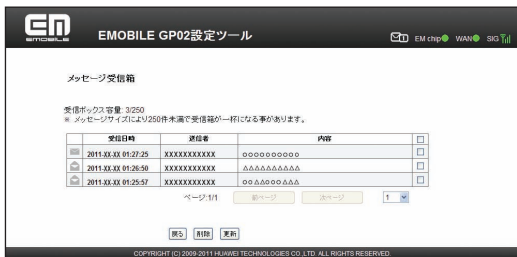 EMOBILE
EMOBILE GP02設定ツール
EM chip WAN SIG
メッセージ受信箱
受信ボックス容量: 3/250
※ メッセージサイズにより250件未満で受信箱が一杯になる事があります。
受信日時 送信者 内容
2011-XX-XX 01:27:25 XXXXXXXXXXX ○○○○○○○○○○
2011-XX-XX 01:26:50 XXXXXXXXXXX △△△△△△△△△△
2011-XX-XX 01:25:57 XXXXXXXXXXX ○○△△○○○△△
ページ:1/1 前ページ 次ページ 1
戻る 削除 更新
COPYRIGHT (C) 2009-2011 HUAWEI TECHNOLOGIES CO.,LTD. ALL RIGHTS RESERVED.